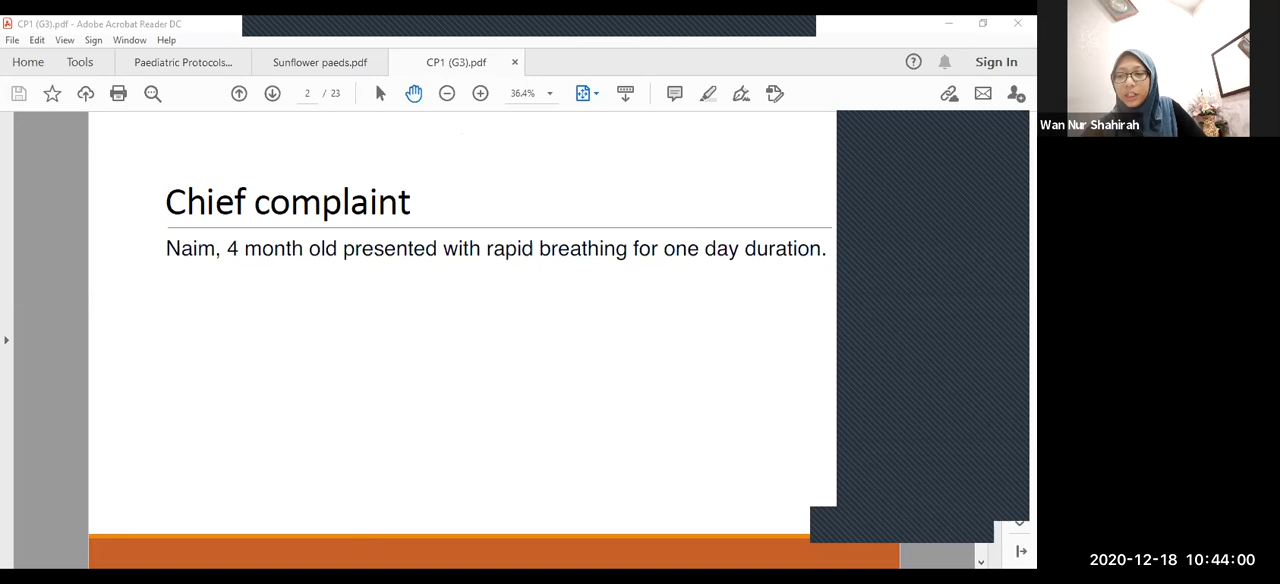 CP1 (G3).pdf - Adobe Acrobat Reader DC
File Edit View Sign Window Help
Home Tools Paediatric Protocols... Sunflower paeds.pdf CP1 (G3).pdf × Sign In
2 / 23 36.4%
Wan Nur Shahirah
Chief complaint
Naim, 4 month old presented with rapid breathing for one day duration.
2020-12-18 10:44:00